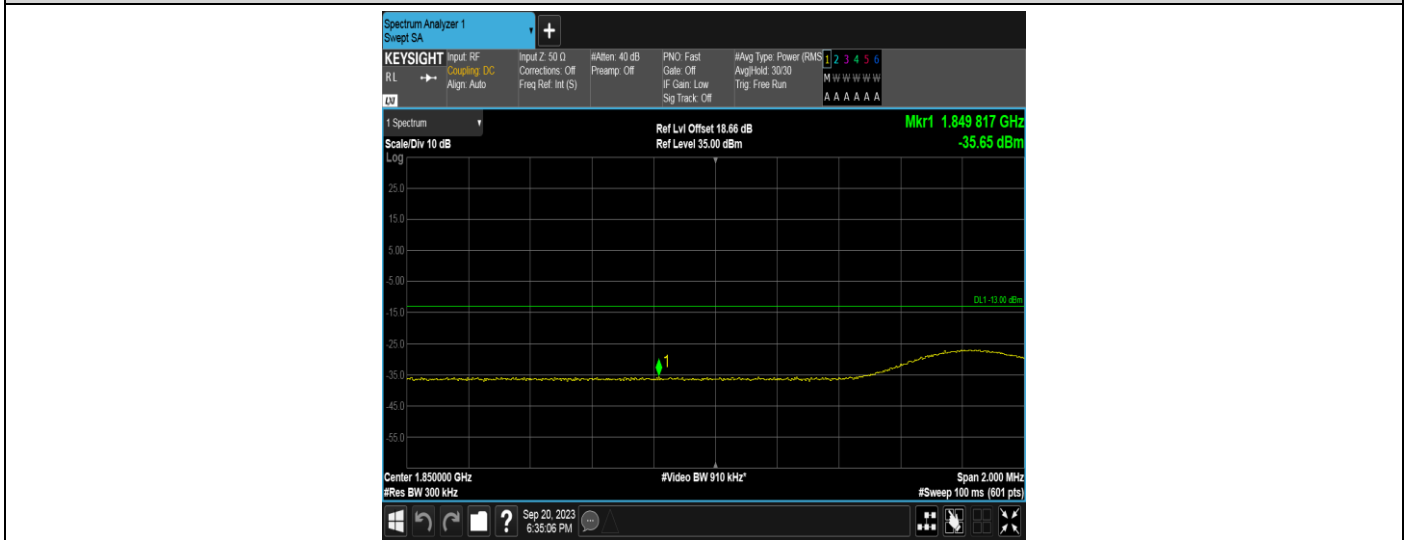 Spectrum Analyzer 1
Swept SA
+
KEYSIGHT
RL
LXI
Input: RF
Coupling: DC
Align: Auto
Input Z: 50 Ω
Corrections: Off
Freq Ref: Int (S)
#Atten: 40 dB
Preamp: Off
PNO: Fast
Gate: Off
IF Gain: Low
Sig Track: Off
#Avg Type: Power (RMS
Avg|Hold: 30/30
Trig: Free Run
1 2 3 4 5 6
M W W W W W
A A A A A A
1 Spectrum
Scale/Div 10 dB
Log
Ref Lvl Offset 18.66 dB
Ref Level 35.00 dBm
Mkr1 1.849 817 GHz
-35.65 dBm
25.0
15.0
5.00
-5.00
DL1 -13.00 dBm
-15.0
-25.0
1
-35.0
-45.0
-55.0
Center 1.850000 GHz
#Res BW 300 kHz
#Video BW 910 kHz*
Span 2.000 MHz
#Sweep 100 ms (601 pts)
?
Sep 20, 2023
6:35:06 PM